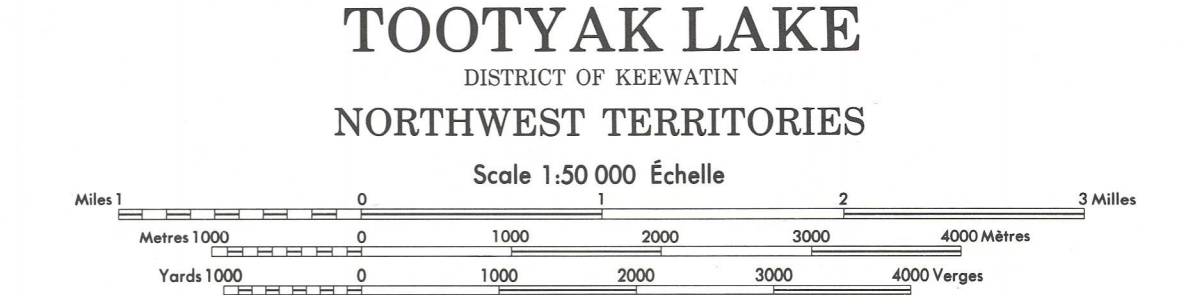 TOOTYAK LAKE
DISTRICT OF KEEWATIN
NORTHWEST TERRITORIES
Scale 1:50 000 Échelle
Miles 1 0 1 2 3 Milles
Metres 1000 0 1000 2000 3000 4000 Mètres
Yards 1000 0 1000 2000 3000 4000 Verges